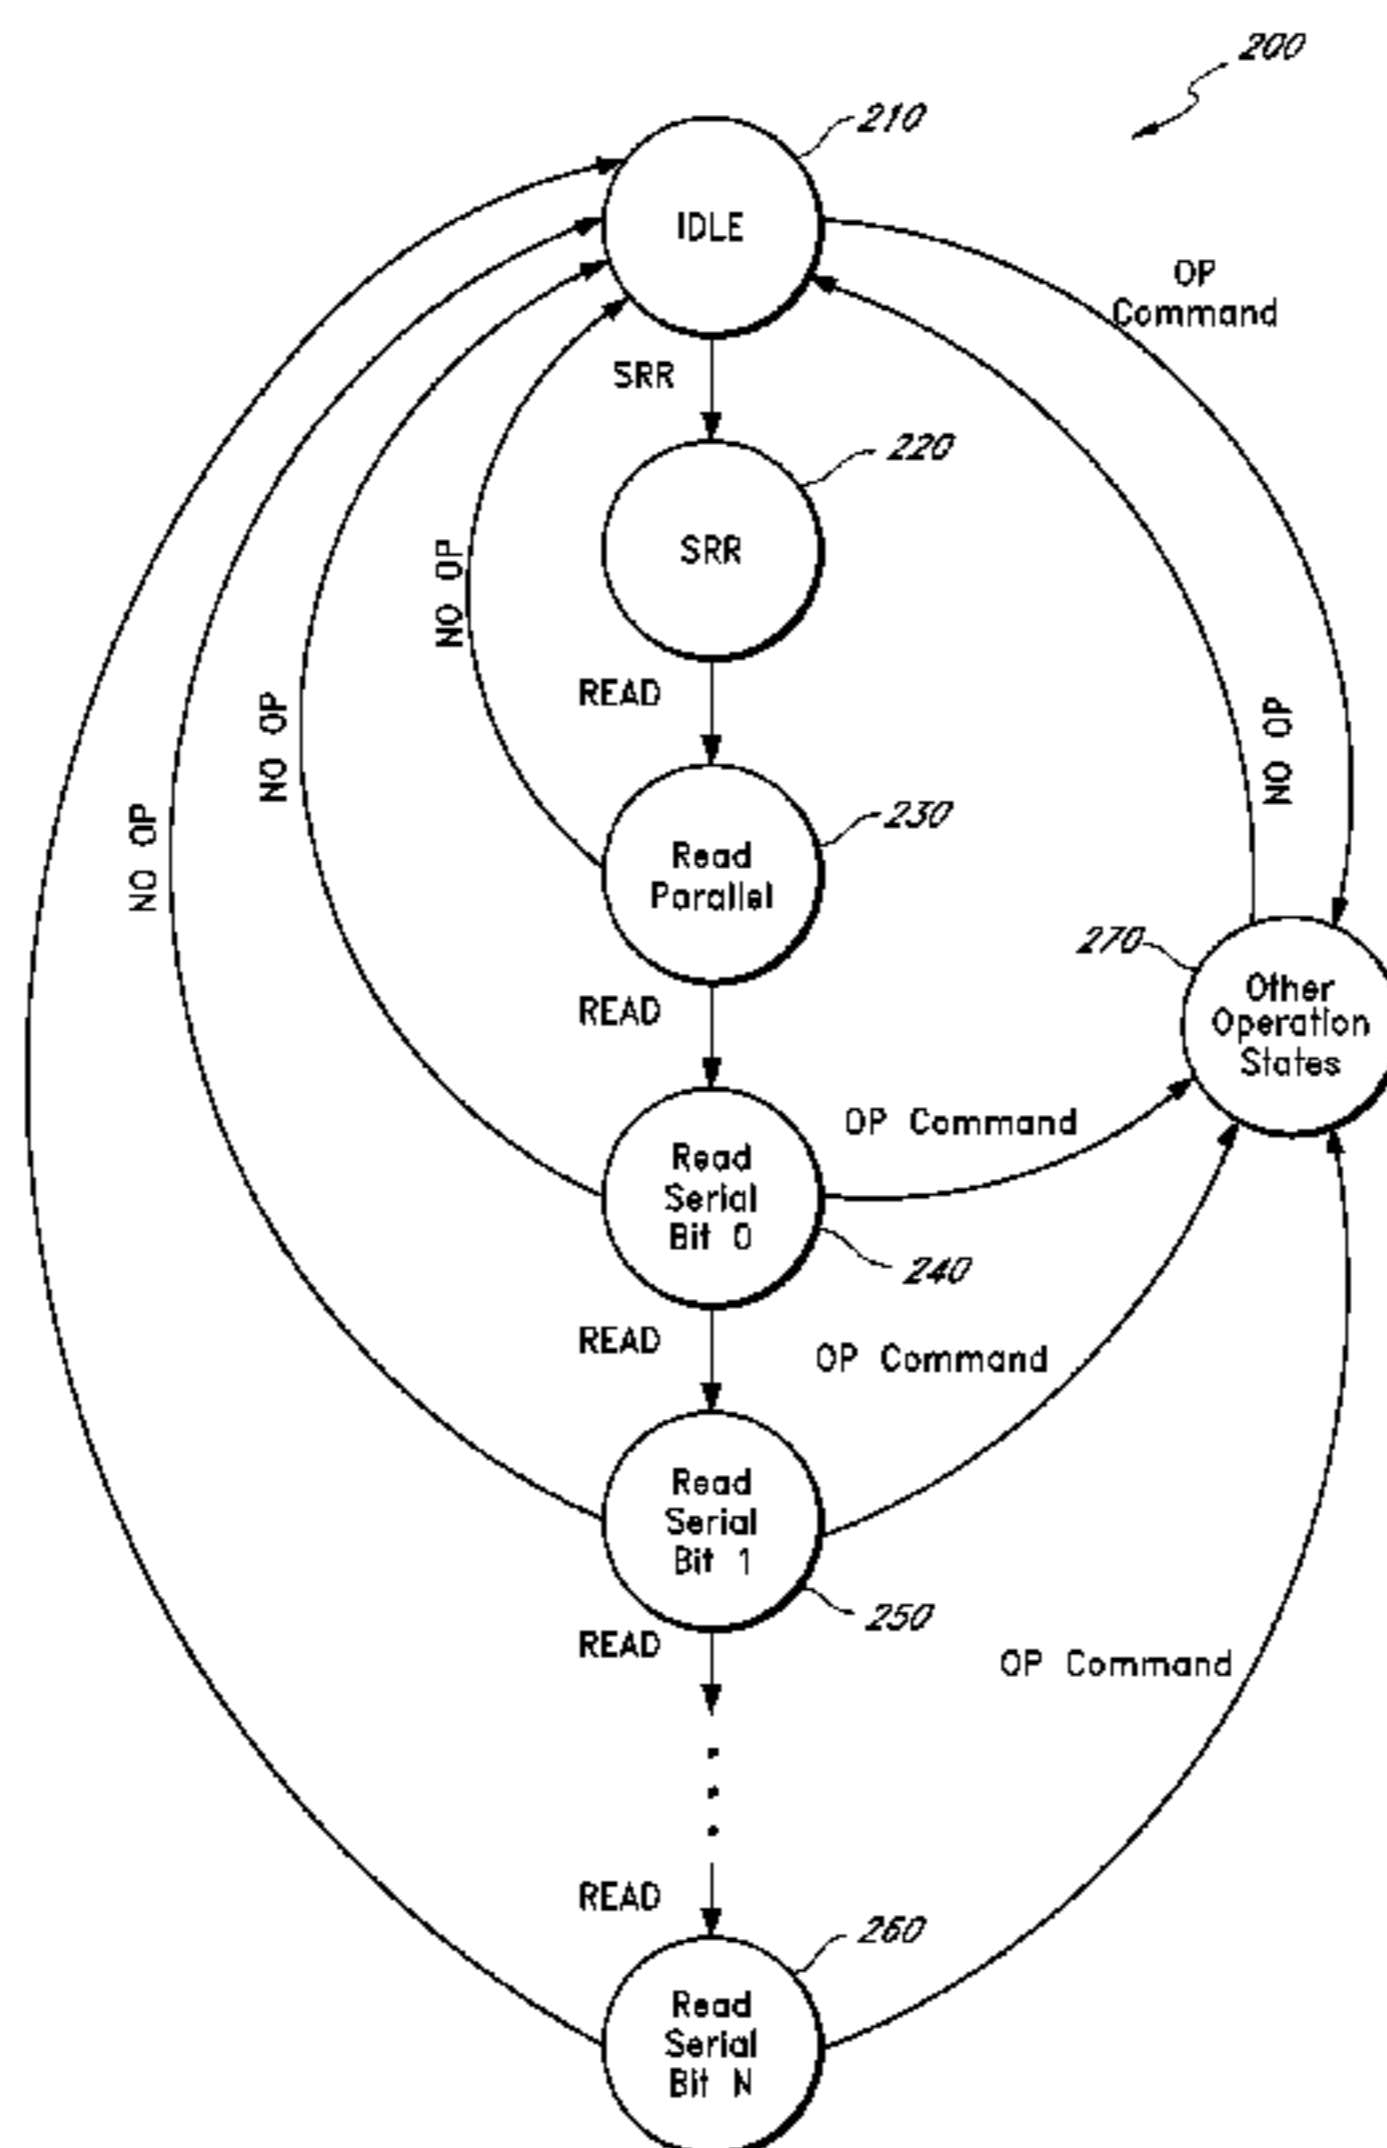 200
210
IDLE
OP
Command
SRR
220
SRR
NO OP
READ
NO OP
NO OP
NO OP
230
Read
Parallel
270
Other
Operation
States
READ
OP Command
Read
Serial
Bit 0
240
READ
OP Command
Read
Serial
Bit 1
250
READ
OP Command
READ
260
Read
Serial
Bit N